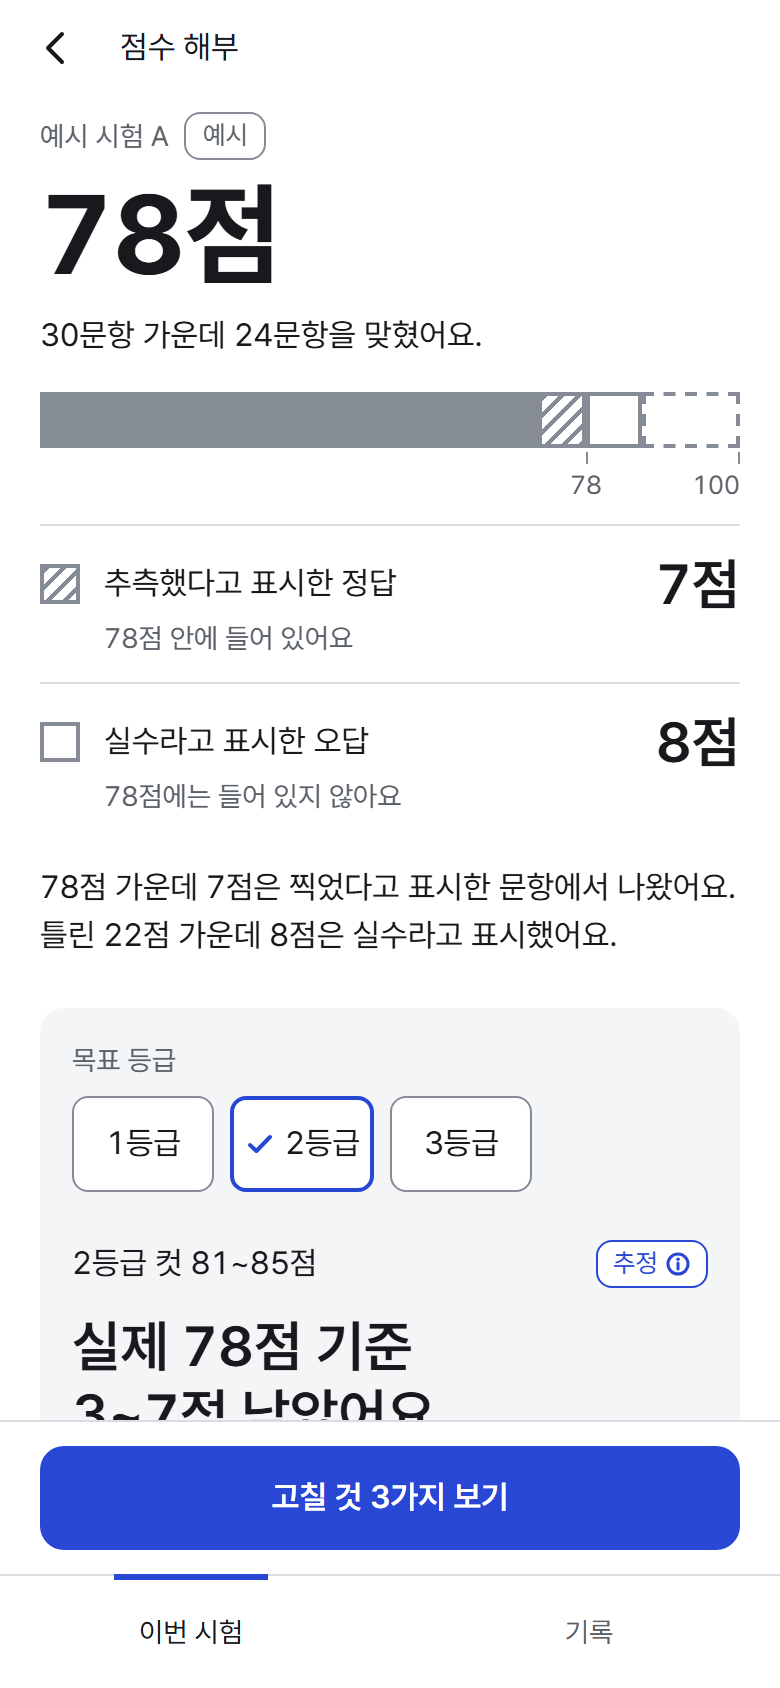 점수 해부
예시 시험 A 예시
78점
30문항 가운데 24문항을 맞혔어요.
78 100
추측했다고 표시한 정답 7점
78점 안에 들어 있어요
실수라고 표시한 오답 8점
78점에는 들어 있지 않아요
78점 가운데 7점은 찍었다고 표시한 문항에서 나왔어요.
틀린 22점 가운데 8점은 실수라고 표시했어요.
목표 등급
1등급 2등급 3등급
2등급 컷 81~85점 추정
실제 78점 기준
3~7점 남았어요
고칠 것 3가지 보기
이번 시험 기록